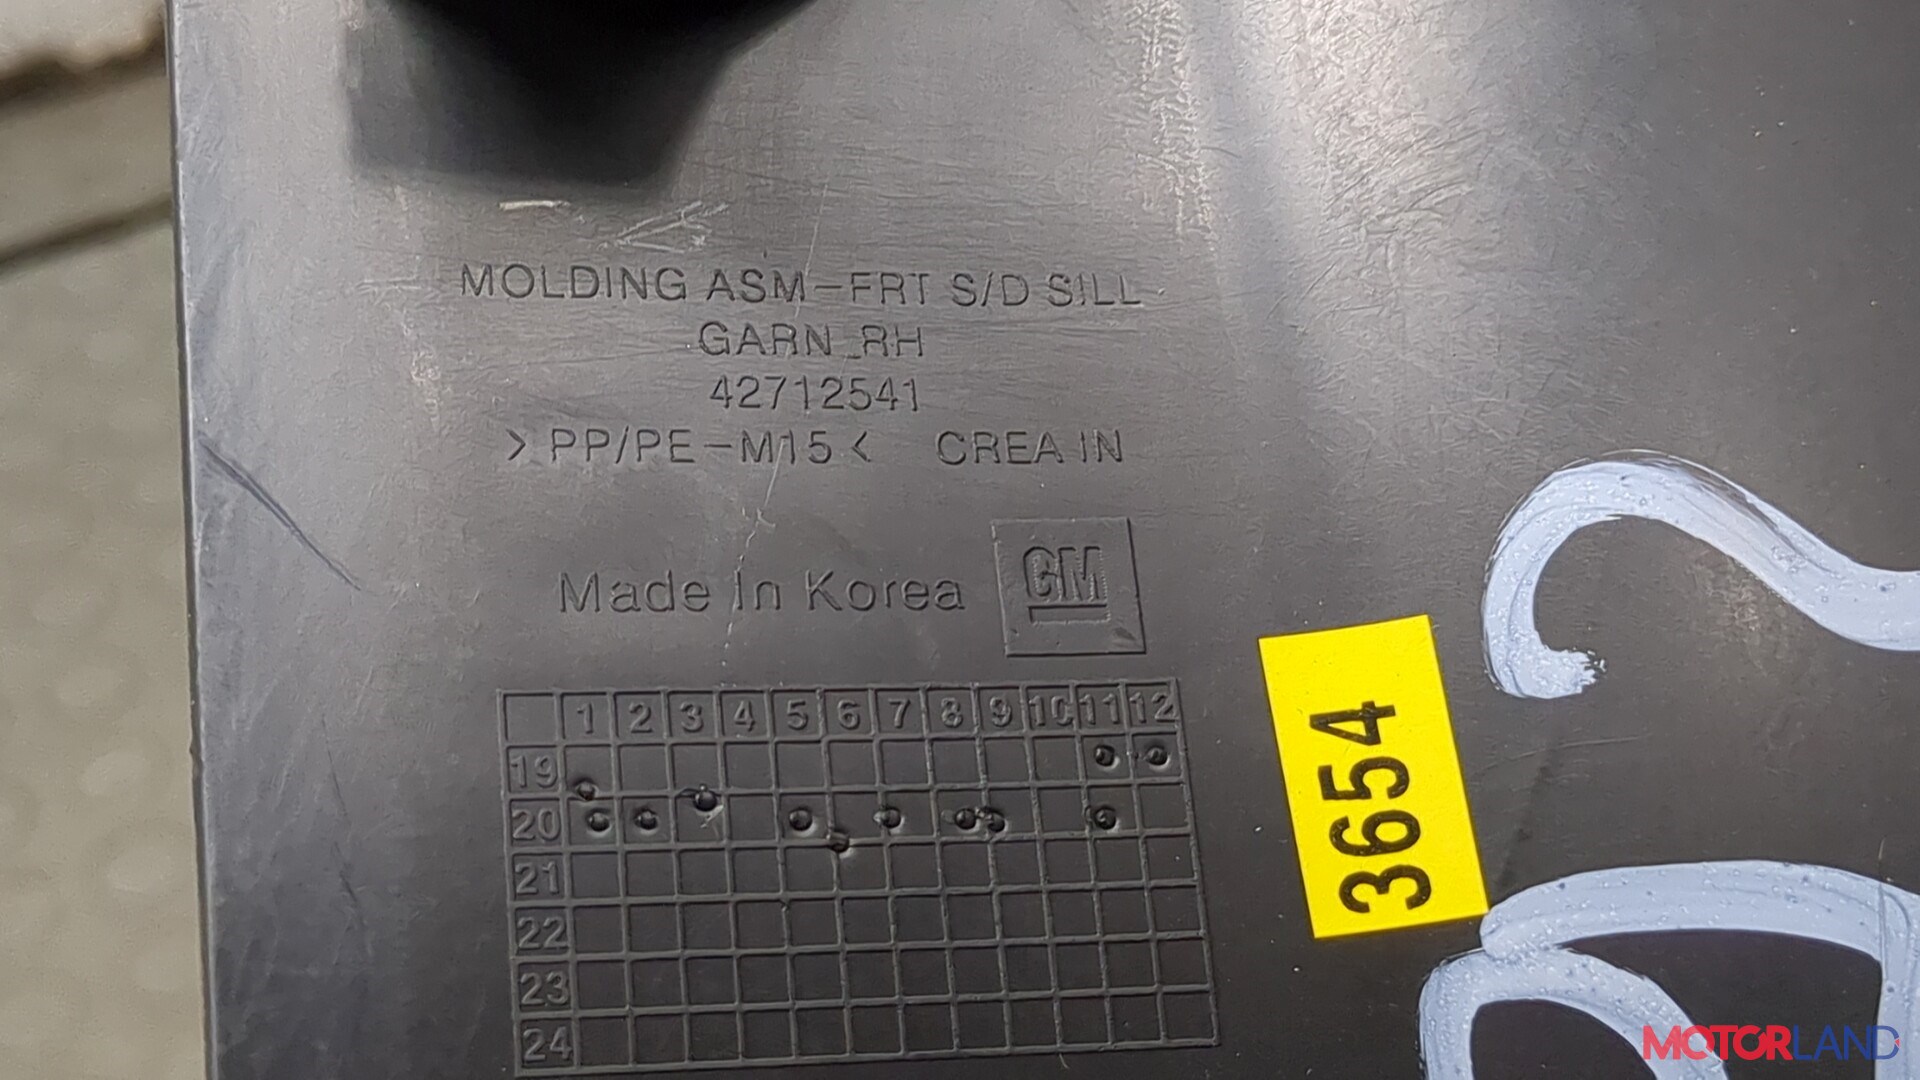 MOLDING ASM-FRT S/D SILL
GARN_RH
42712541
>PP/PE-M15< CREA IN
Made In Korea GM
1 2 3 4 5 6 7 8 9 10 11 12
19
20
21
22
23
24
3654
MOTORLAND